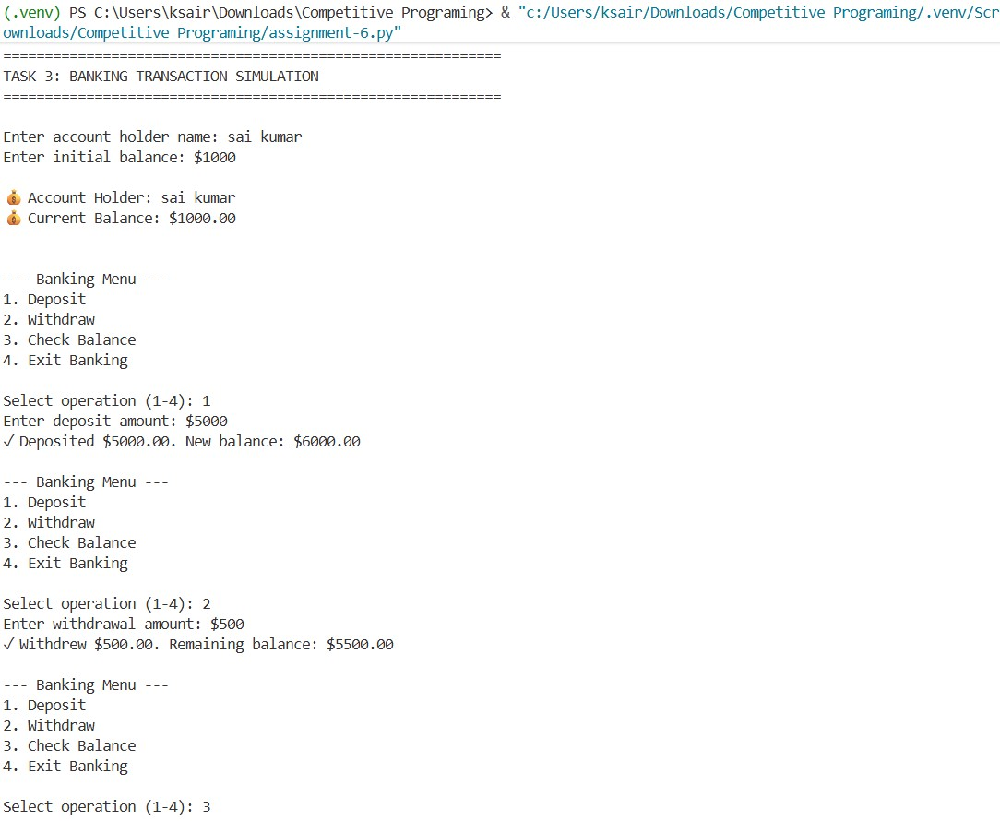 (.venv) PS C:\Users\ksair\Downloads\Competitive Programing> & "c:/Users/ksair/Downloads/Competitive Programing/.venv/Scr
ownloads/Competitive Programing/assignment-6.py"
============================================================
TASK 3: BANKING TRANSACTION SIMULATION
============================================================
Enter account holder name: sai kumar
Enter initial balance: $1000
💰 Account Holder: sai kumar
💰 Current Balance: $1000.00
--- Banking Menu ---
1. Deposit
2. Withdraw
3. Check Balance
4. Exit Banking
Select operation (1-4): 1
Enter deposit amount: $5000
✓ Deposited $5000.00. New balance: $6000.00
--- Banking Menu ---
1. Deposit
2. Withdraw
3. Check Balance
4. Exit Banking
Select operation (1-4): 2
Enter withdrawal amount: $500
✓ Withdrew $500.00. Remaining balance: $5500.00
--- Banking Menu ---
1. Deposit
2. Withdraw
3. Check Balance
4. Exit Banking
Select operation (1-4): 3